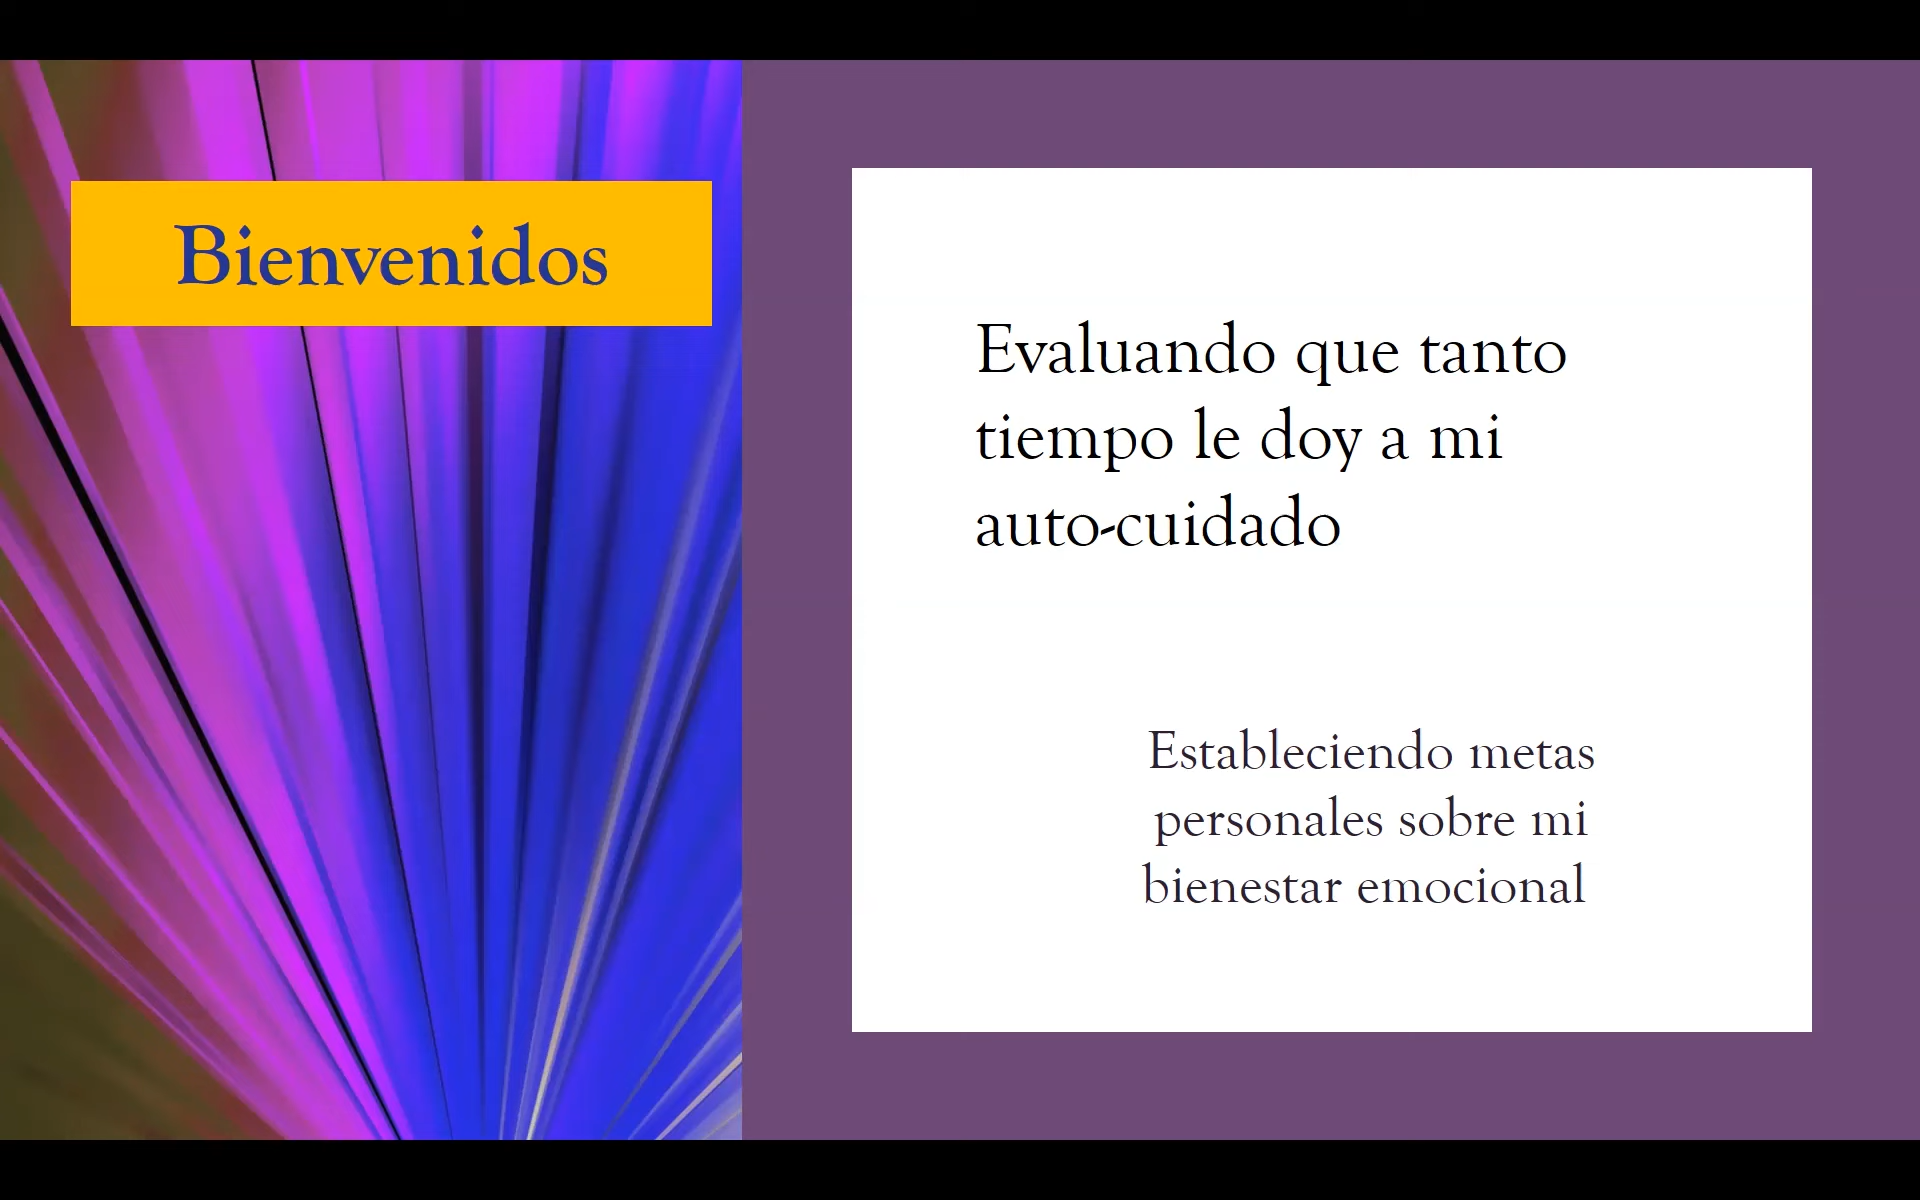 Bienvenidos
Evaluando que tanto
tiempo le doy a mi
auto-cuidado
Estableciendo metas
personales sobre mi
bienestar emocional